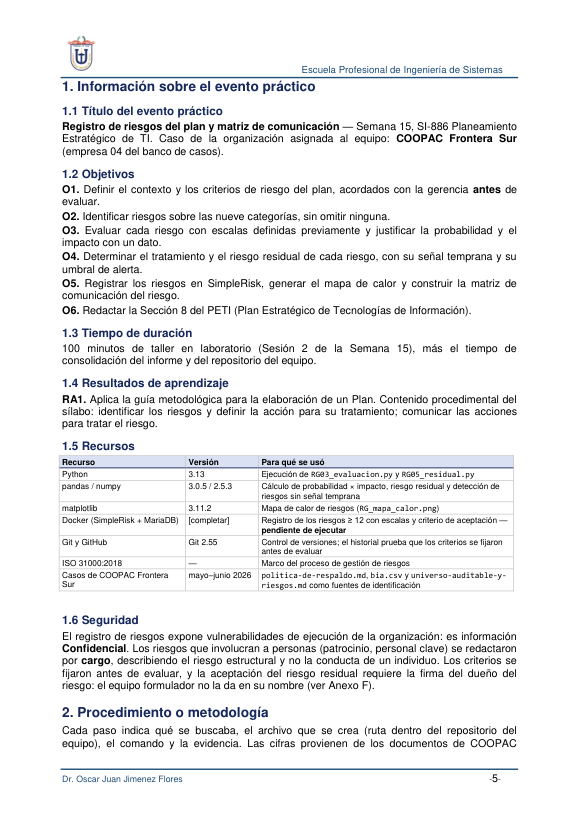 Escuela Profesional de Ingeniería de Sistemas
1. Información sobre el evento práctico
1.1 Título del evento práctico
Registro de riesgos del plan y matriz de comunicación — Semana 15, SI-886 Planeamiento
Estratégico de TI. Caso de la organización asignada al equipo: COOPAC Frontera Sur
(empresa 04 del banco de casos).
1.2 Objetivos
O1. Definir el contexto y los criterios de riesgo del plan, acordados con la gerencia antes de
evaluar.
O2. Identificar riesgos sobre las nueve categorías, sin omitir ninguna.
O3. Evaluar cada riesgo con escalas definidas previamente y justificar la probabilidad y el
impacto con un dato.
O4. Determinar el tratamiento y el riesgo residual de cada riesgo, con su señal temprana y su
umbral de alerta.
O5. Registrar los riesgos en SimpleRisk, generar el mapa de calor y construir la matriz de
comunicación del riesgo.
O6. Redactar la Sección 8 del PETI (Plan Estratégico de Tecnologías de Información).
1.3 Tiempo de duración
100 minutos de taller en laboratorio (Sesión 2 de la Semana 15), más el tiempo de
consolidación del informe y del repositorio del equipo.
1.4 Resultados de aprendizaje
RA1. Aplica la guía metodológica para la elaboración de un Plan. Contenido procedimental del
sílabo: identificar los riesgos y definir la acción para su tratamiento; comunicar las acciones
para tratar el riesgo.
1.5 Recursos
Recurso Versión Para qué se usó
Python 3.13 Ejecución de RG03_evaluacion.py y RG05_residual.py
pandas / numpy 3.0.5 / 2.5.3 Cálculo de probabilidad × impacto, riesgo residual y detección de
riesgos sin señal temprana
matplotlib 3.11.2 Mapa de calor de riesgos (RG_mapa_calor.png)
Docker (SimpleRisk + MariaDB) [completar] Registro de los riesgos ≥ 12 con escalas y criterio de aceptación —
pendiente de ejecutar
Git y GitHub Git 2.55 Control de versiones; el historial prueba que los criterios se fijaron
antes de evaluar
ISO 31000:2018 — Marco del proceso de gestión de riesgos
Casos de COOPAC Frontera mayo–junio 2026 politica-de-respaldo.md, bia.csv y universo-auditable-y-
Sur riesgos.md como fuentes de identificación
1.6 Seguridad
El registro de riesgos expone vulnerabilidades de ejecución de la organización: es información
Confidencial. Los riesgos que involucran a personas (patrocinio, personal clave) se redactaron
por cargo, describiendo el riesgo estructural y no la conducta de un individuo. Los criterios se
fijaron antes de evaluar, y la aceptación del riesgo residual requiere la firma del dueño del
riesgo: el equipo formulador no la da en su nombre (ver Anexo F).
2. Procedimiento o metodología
Cada paso indica qué se buscaba, el archivo que se crea (ruta dentro del repositorio del
equipo), el comando y la evidencia. Las cifras provienen de los documentos de COOPAC
Dr. Oscar Juan Jimenez Flores -5-